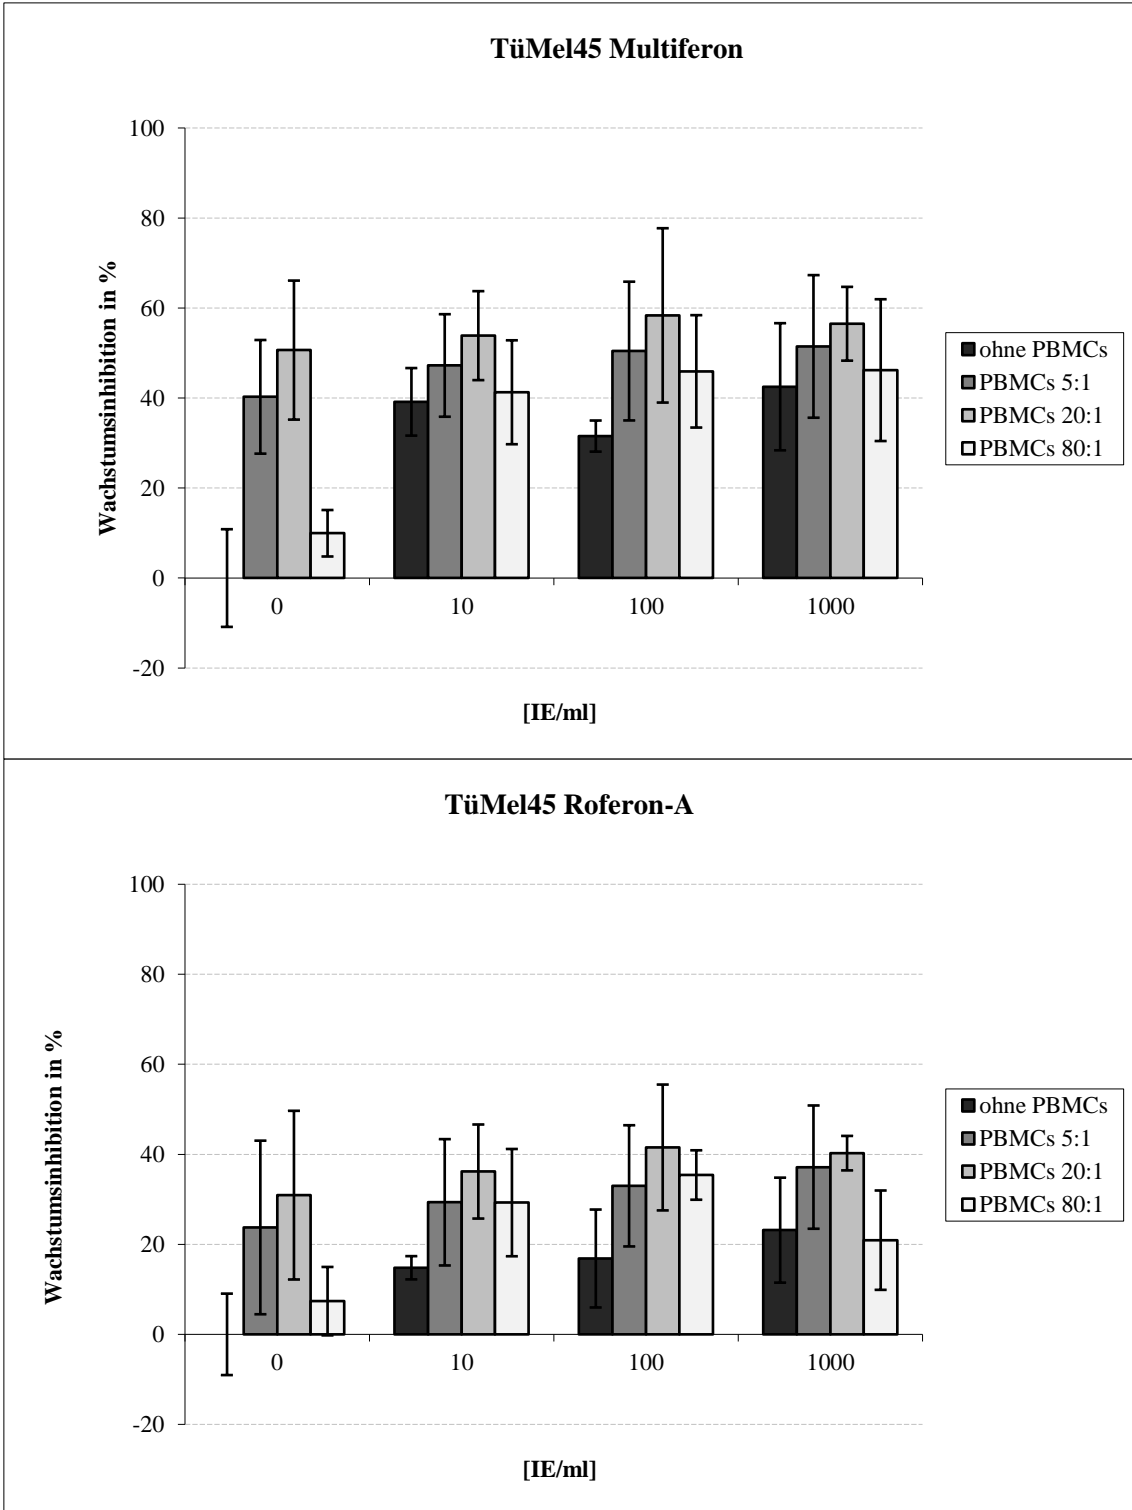 TüMel45 Multiferon
100
80
60
40
20
0
-20
Wachstumsinhibition in %
0 10 100 1000
[IE/ml]
ohne PBMCs
PBMCs 5:1
PBMCs 20:1
PBMCs 80:1
TüMel45 Roferon-A
100
80
60
40
20
0
-20
Wachstumsinhibition in %
0 10 100 1000
[IE/ml]
ohne PBMCs
PBMCs 5:1
PBMCs 20:1
PBMCs 80:1